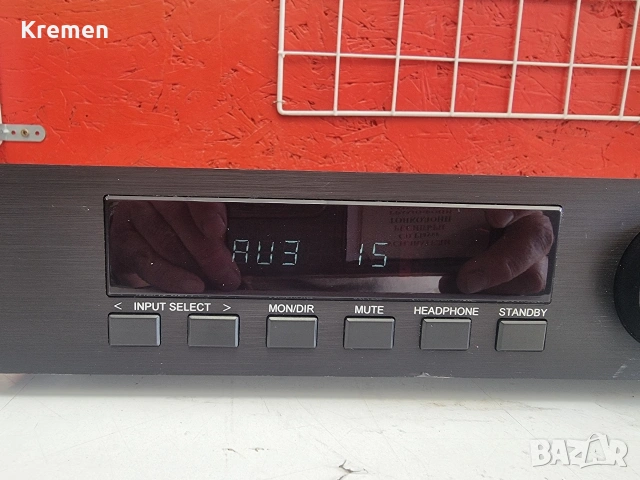 Kremen
AU3 15
< INPUT SELECT > MON/DIR MUTE HEADPHONE STANDBY
BAZAR